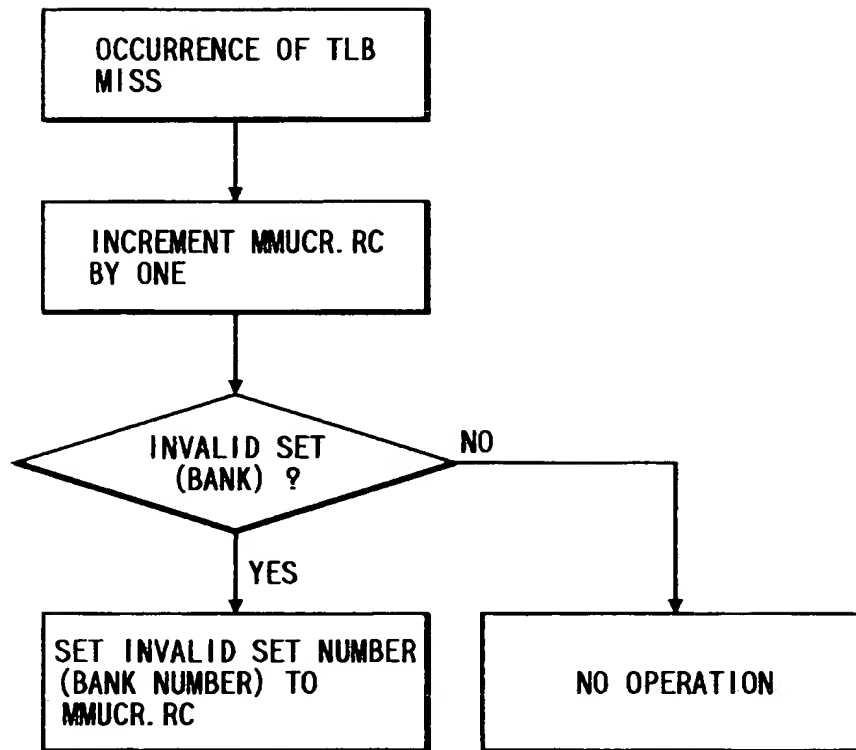 OCCURRENCE OF TLB
MISS
INCREMENT MMUCR.RC
BY ONE
INVALID SET
(BANK) ?
NO
YES
SET INVALID SET NUMBER
(BANK NUMBER) TO
MMUCR.RC
NO OPERATION